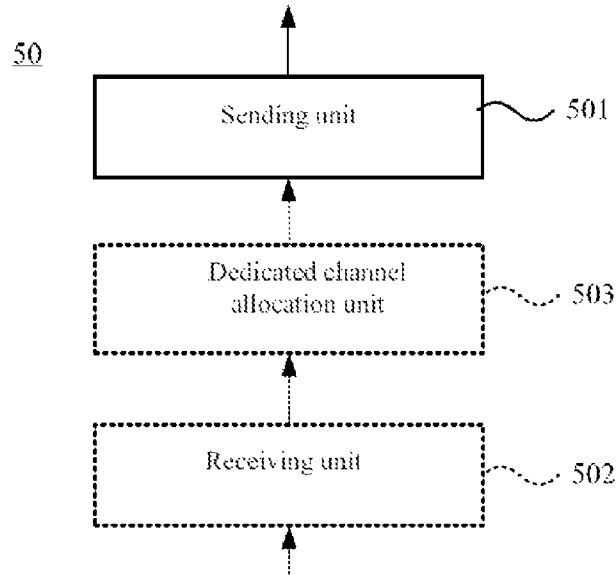 50
Sending unit
501
Dedicated channel
allocation unit
503
Receiving unit
502